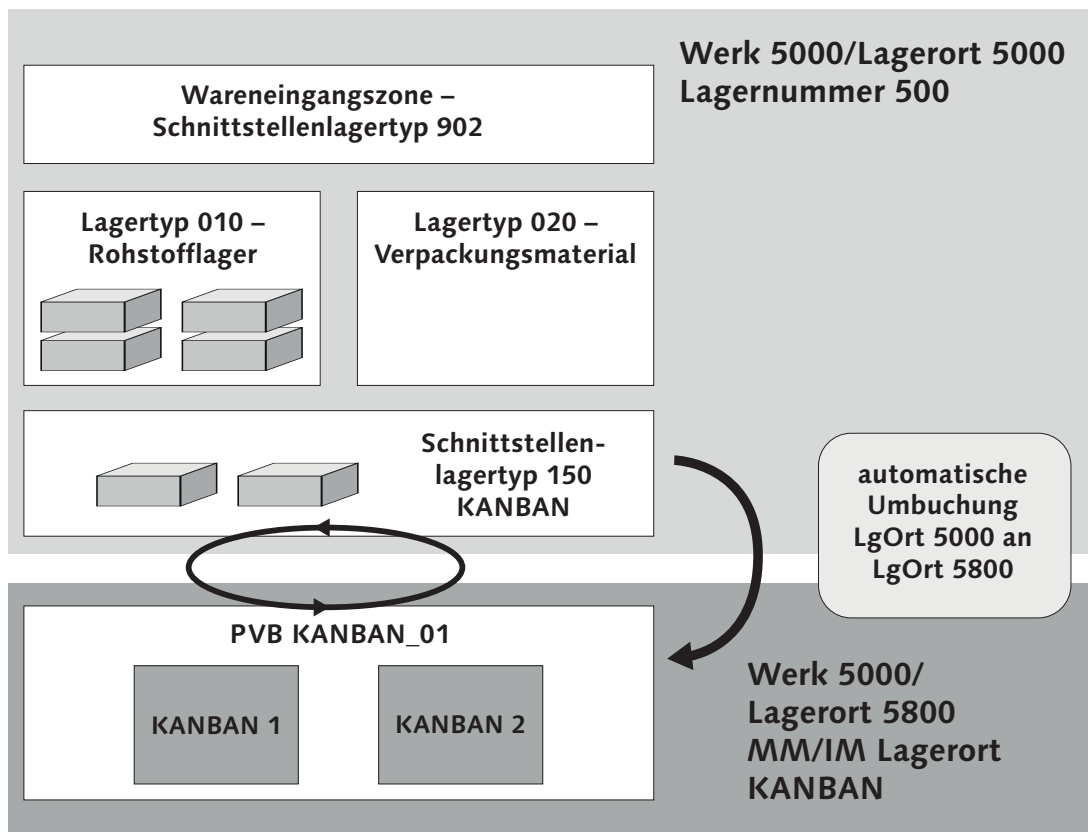 Werk 5000/Lagerort 5000
Lagernummer 500
Wareneingangszone –
Schnittstellenlagertyp 902
Lagertyp 010 –
Rohstofflager
Lagertyp 020 –
Verpackungsmaterial
Schnittstellen-
lagertyp 150
KANBAN
automatische
Umbuchung
LgOrt 5000 an
LgOrt 5800
PVB KANBAN_01
KANBAN 1
KANBAN 2
Werk 5000/
Lagerort 5800
MM/IM Lagerort
KANBAN